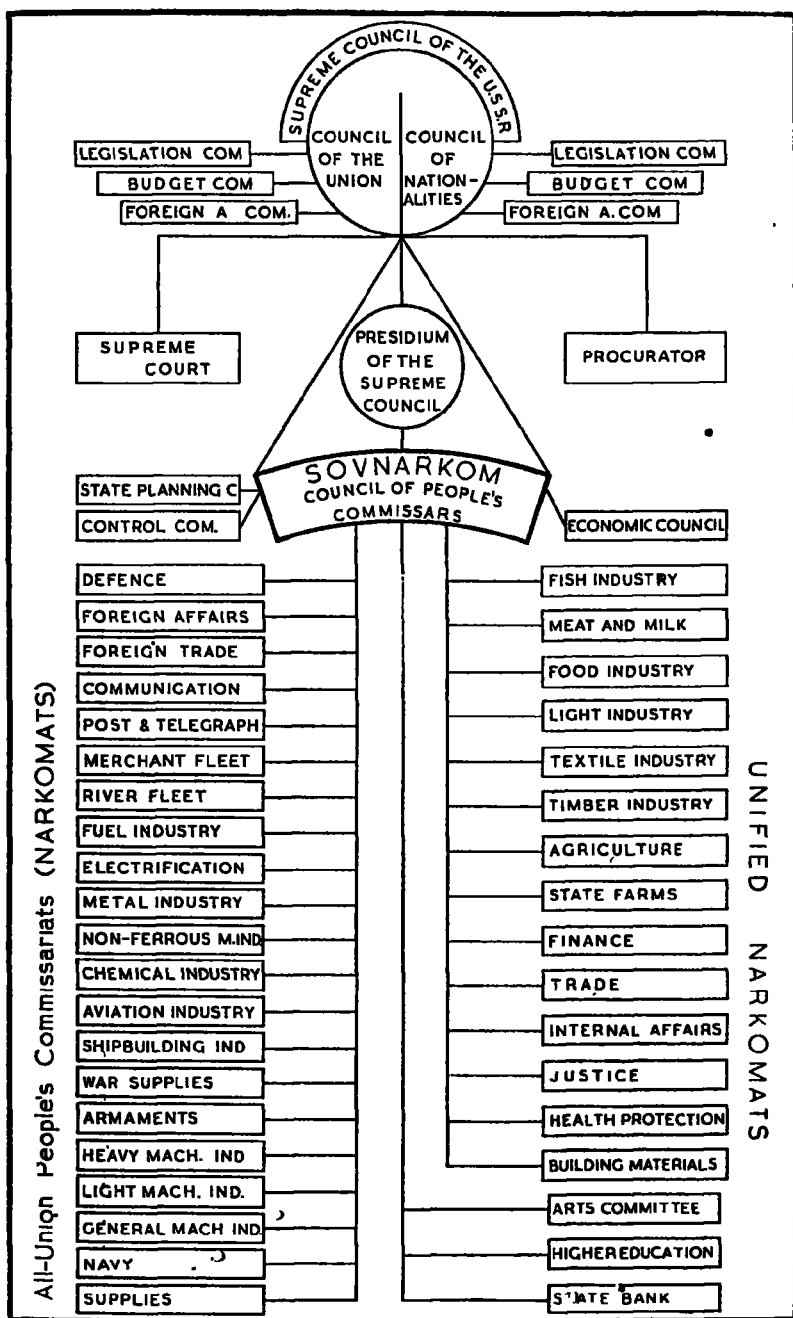 SUPREME COUNCIL OF THE U.S.S.R
COUNCIL
OF THE
UNION
COUNCIL
OF
NATION-
ALITIES
LEGISLATION COM
BUDGET COM
FOREIGN A COM.
LEGISLATION COM
BUDGET COM
FOREIGN A. COM
SUPREME
COURT
PRESIDIUM
OF THE
SUPREME
COUNCIL
PROCURATOR
SOVNARKOM
COUNCIL OF PEOPLE'S
COMMISSARS
STATE PLANNING C
CONTROL COM.
ECONOMIC COUNCIL
All-Union People's Commissariats (NARKOMATS)
DEFENCE
FOREIGN AFFAIRS
FOREIGN TRADE
COMMUNICATION
POST & TELEGRAPH
MERCHANT FLEET
RIVER FLEET
FUEL INDUSTRY
ELECTRIFICATION
METAL INDUSTRY
NON-FERROUS M.IND
CHEMICAL INDUSTRY
AVIATION INDUSTRY
SHIPBUILDING IND
WAR SUPPLIES
ARMAMENTS
HEAVY MACH. IND
LIGHT MACH. IND.
GENERAL MACH IND.
NAVY
SUPPLIES
FISH INDUSTRY
MEAT AND MILK
FOOD INDUSTRY
LIGHT INDUSTRY
TEXTILE INDUSTRY
TIMBER INDUSTRY
AGRICULTURE
STATE FARMS
FINANCE
TRADE
INTERNAL AFFAIRS
JUSTICE
HEALTH PROTECTION
BUILDING MATERIALS
ARTS COMMITTEE
HIGHER EDUCATION
STATE BANK
UNIFIED NARKOMATS